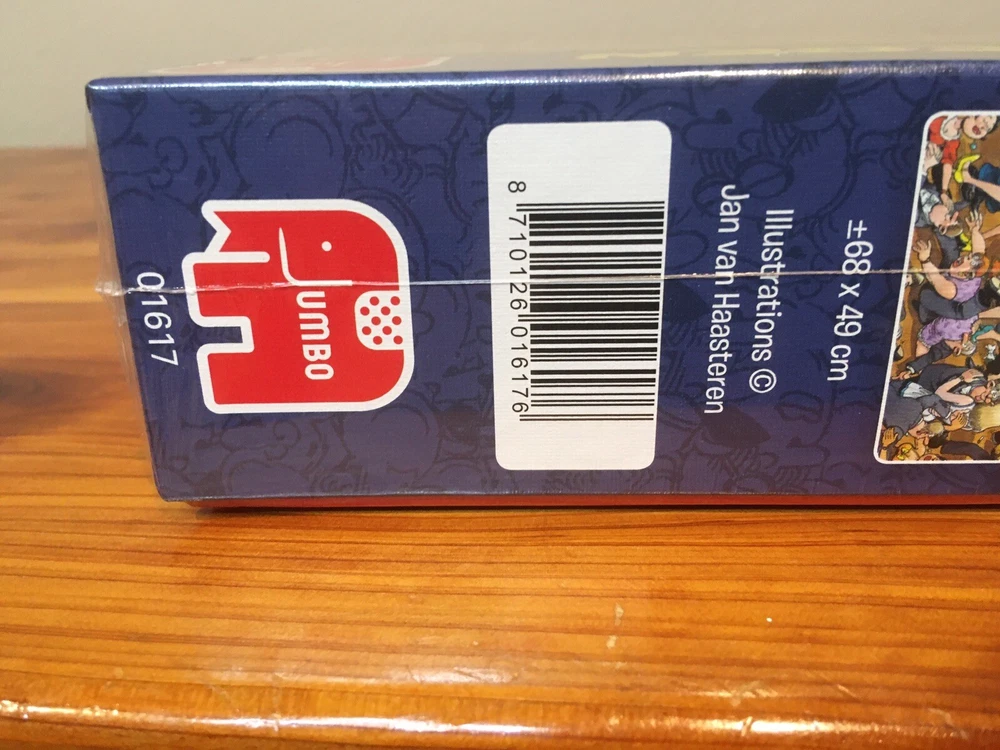 ±68 x 49 cm
Illustrations ©
Jan van Haasteren
8 710126 016176
JUMBO
01617